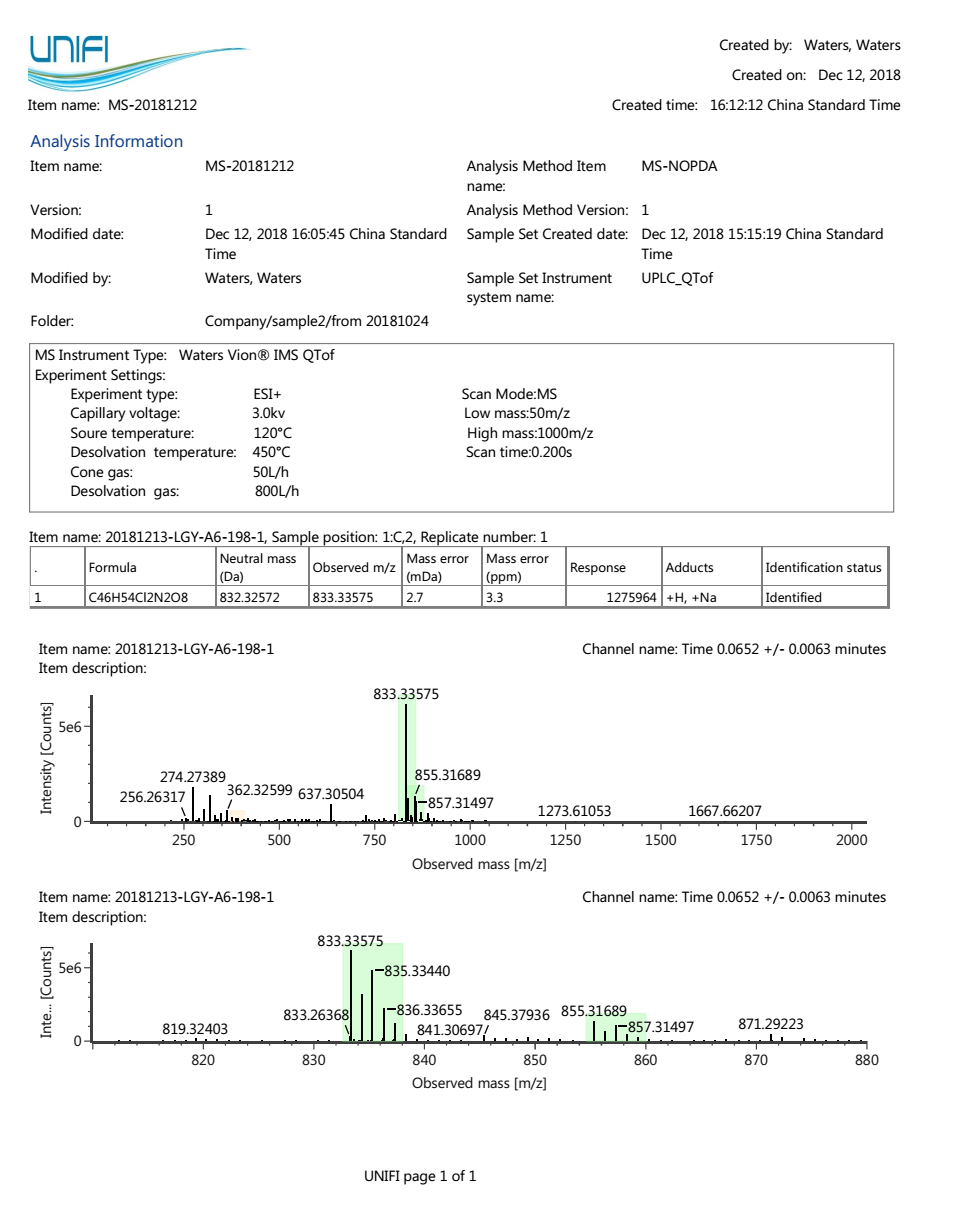 UNIFI
Created by: Waters, Waters
Created on: Dec 12, 2018
Item name: MS-20181212
Created time: 16:12:12 China Standard Time
Analysis Information
Item name: MS-20181212 Analysis Method Item name: MS-NOPDA
Version: 1 Analysis Method Version: 1
Modified date: Dec 12, 2018 16:05:45 China Standard Time Sample Set Created date: Dec 12, 2018 15:15:19 China Standard Time
Modified by: Waters, Waters Sample Set Instrument system name: UPLC_QTof
Folder: Company/sample2/from 20181024
MS Instrument Type: Waters Vion® IMS QTof
Experiment Settings:
Experiment type: ESI+ Scan Mode:MS
Capillary voltage: 3.0kv Low mass:50m/z
Soure temperature: 120°C High mass:1000m/z
Desolvation temperature: 450°C Scan time:0.200s
Cone gas: 50L/h
Desolvation gas: 800L/h
Item name: 20181213-LGY-A6-198-1, Sample position: 1:C,2, Replicate number: 1
. Formula Neutral mass (Da) Observed m/z Mass error (mDa) Mass error (ppm) Response Adducts Identification status
1 C46H54Cl2N2O8 832.32572 833.33575 2.7 3.3 1275964 +H, +Na Identified
Item name: 20181213-LGY-A6-198-1 Channel name: Time 0.0652 +/- 0.0063 minutes
Item description:
Intensity [Counts]
833.33575
5e6
274.27389 855.31689
256.26317 362.32599 637.30504 857.31497
1273.61053 1667.66207
0
250 500 750 1000 1250 1500 1750 2000
Observed mass [m/z]
Item name: 20181213-LGY-A6-198-1 Channel name: Time 0.0652 +/- 0.0063 minutes
Item description:
Inte... [Counts]
833.33575
5e6 835.33440
833.26368 836.33655 845.37936 855.31689
819.32403 841.30697 857.31497 871.29223
0
820 830 840 850 860 870 880
Observed mass [m/z]
UNIFI page 1 of 1